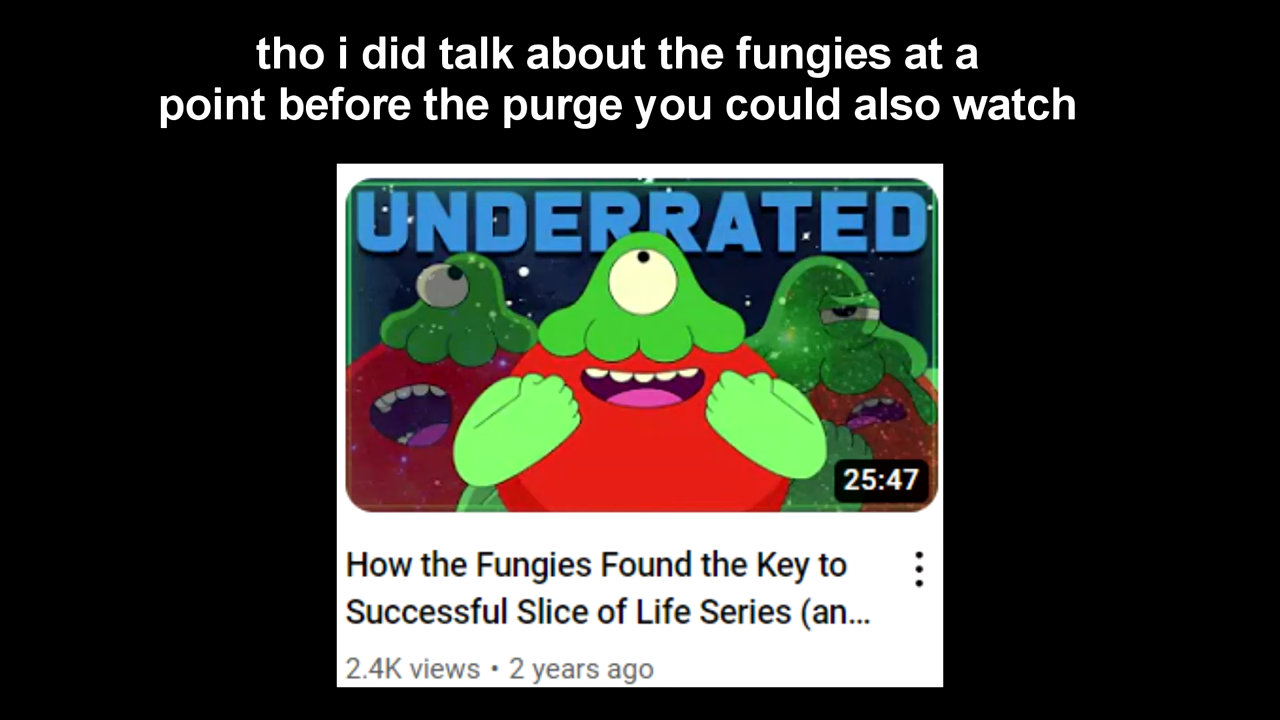 tho i did talk about the fungies at a
point before the purge you could also watch
UNDERRATED
25:47
How the Fungies Found the Key to
Successful Slice of Life Series (an...
2.4K views • 2 years ago